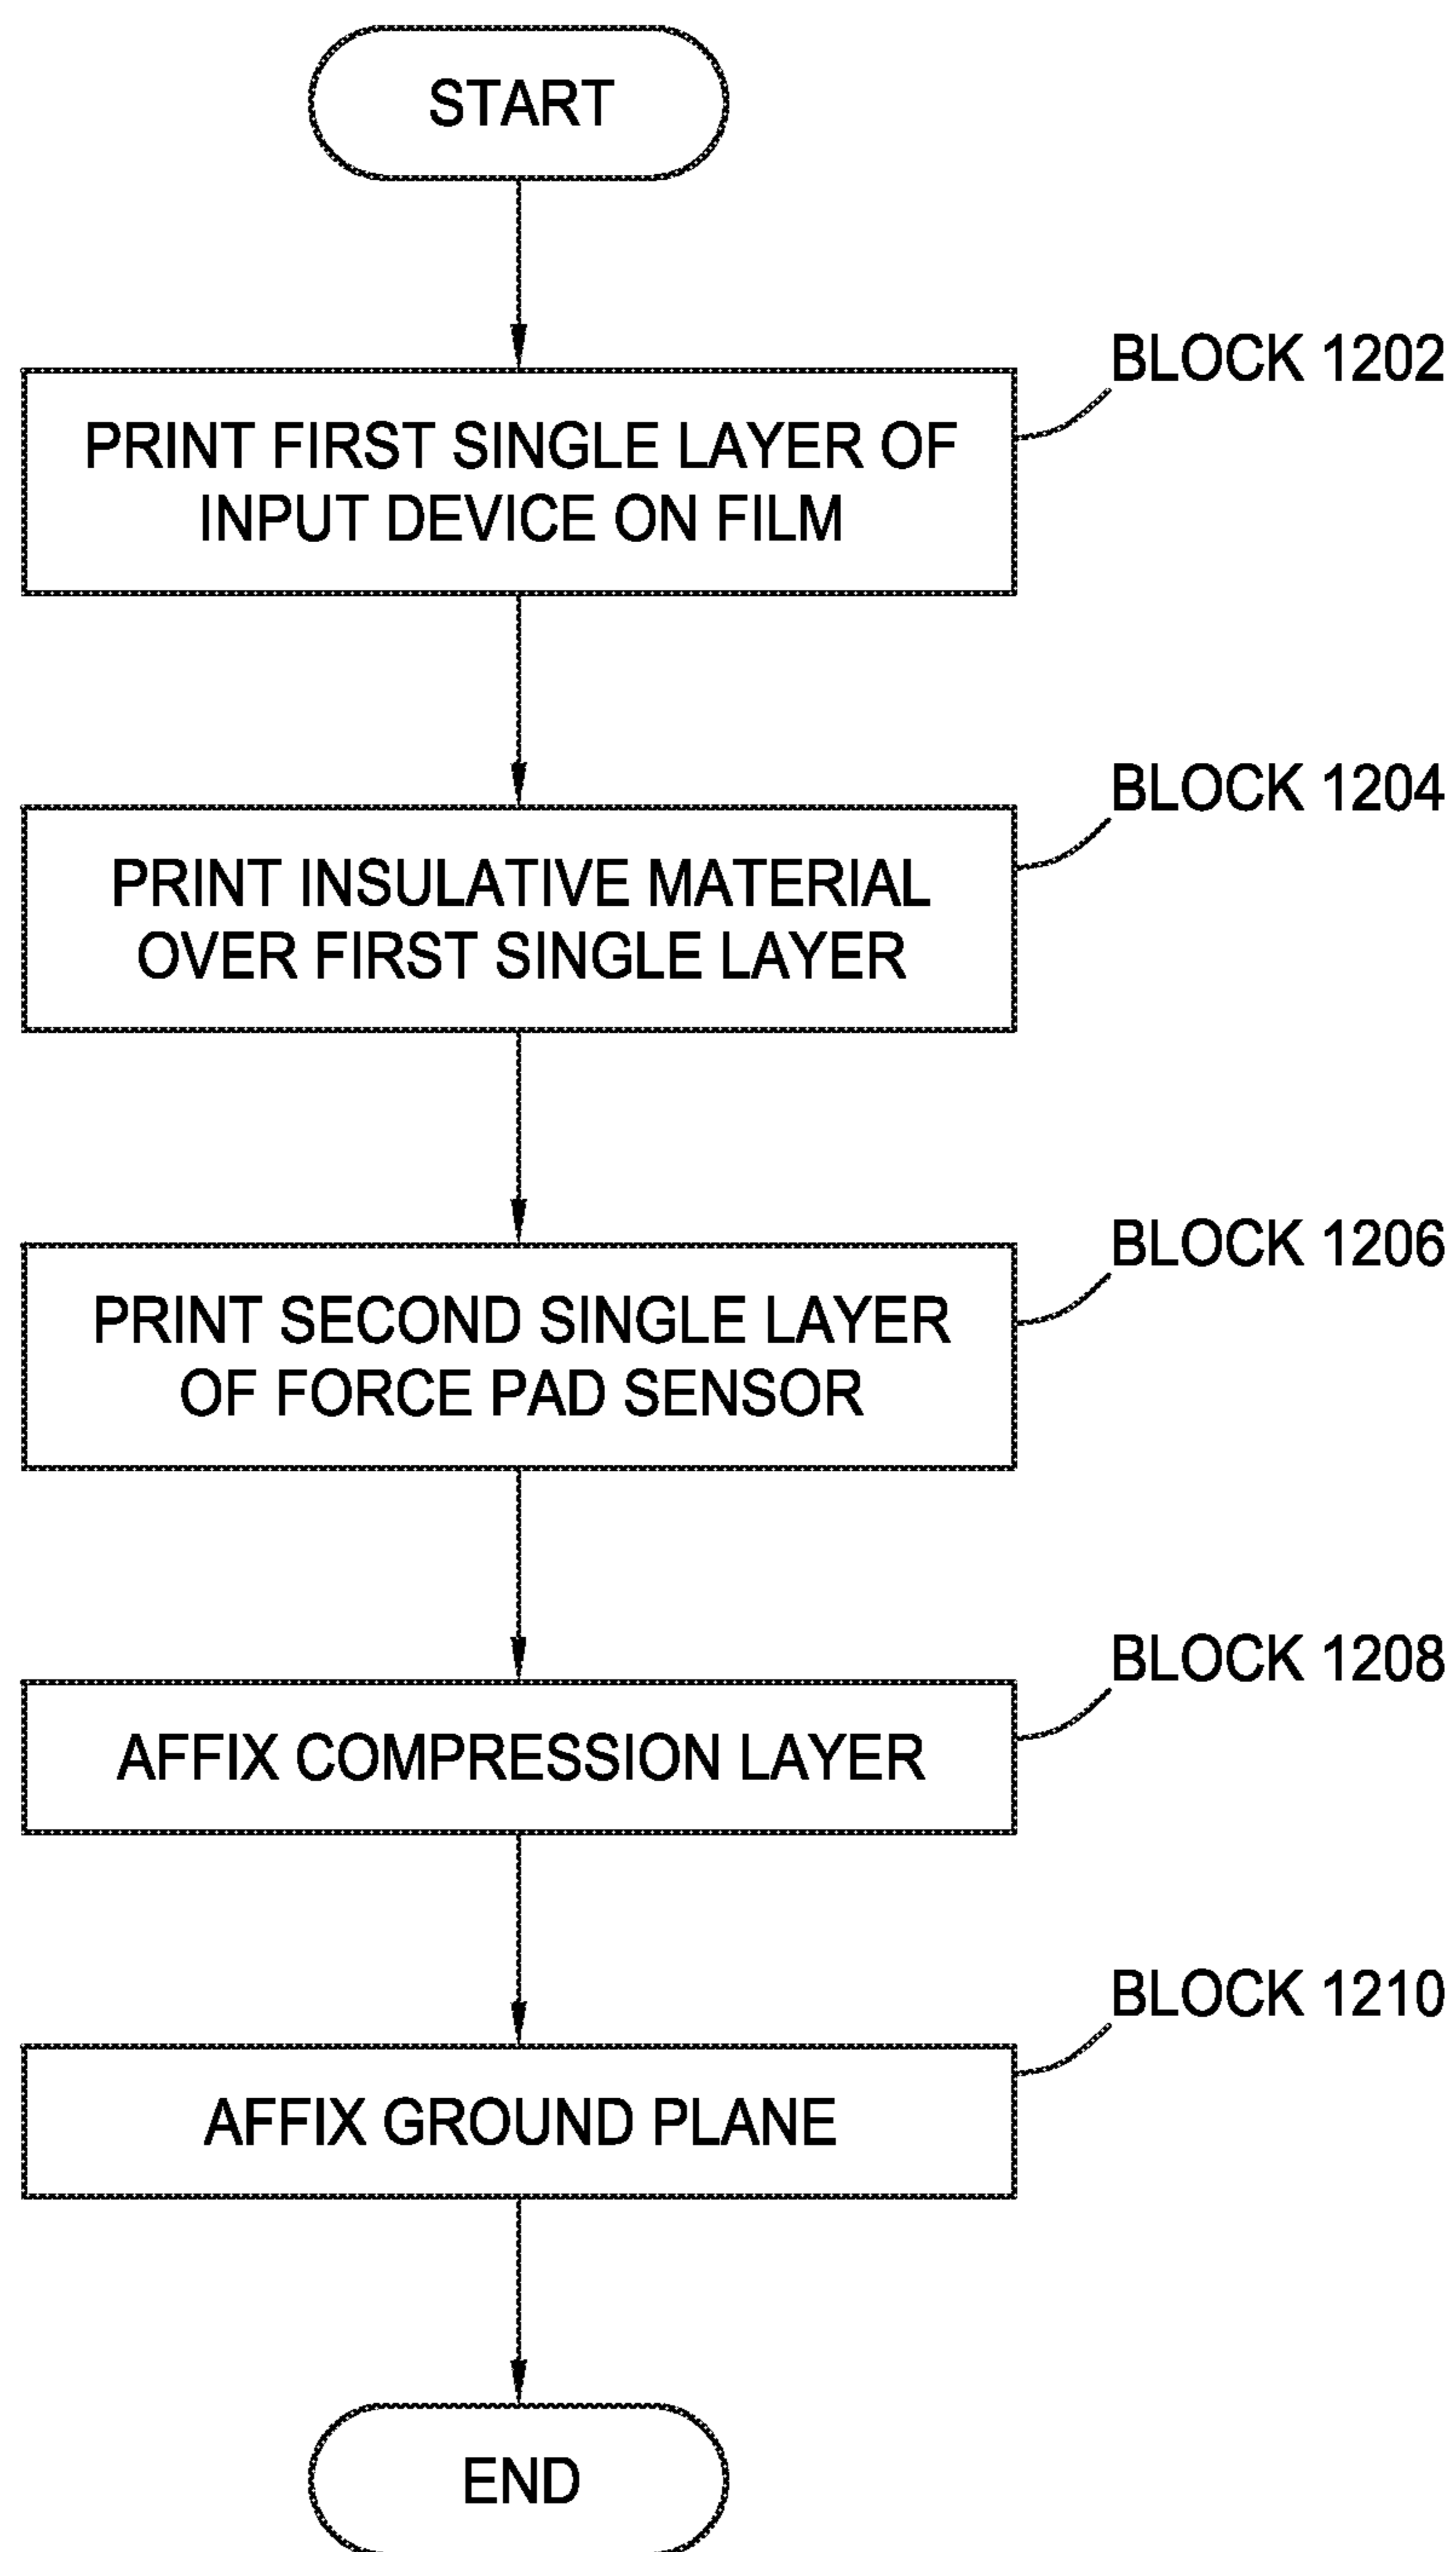 START
BLOCK 1202
PRINT FIRST SINGLE LAYER OF
INPUT DEVICE ON FILM
BLOCK 1204
PRINT INSULATIVE MATERIAL
OVER FIRST SINGLE LAYER
BLOCK 1206
PRINT SECOND SINGLE LAYER
OF FORCE PAD SENSOR
BLOCK 1208
AFFIX COMPRESSION LAYER
BLOCK 1210
AFFIX GROUND PLANE
END